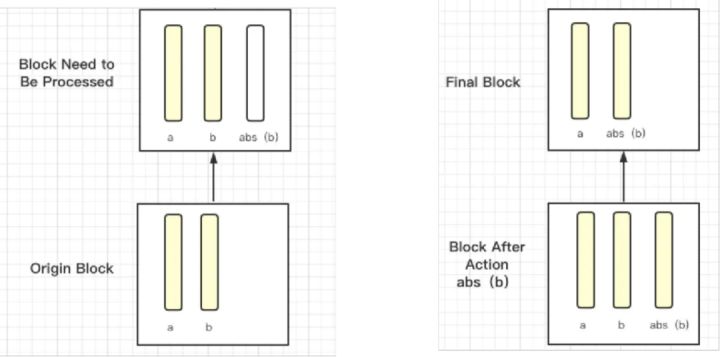 Block Need to
Be Processed
a b abs (b)
Origin Block
a b
Final Block
a abs (b)
Block After
Action
abs (b)
a b abs (b)